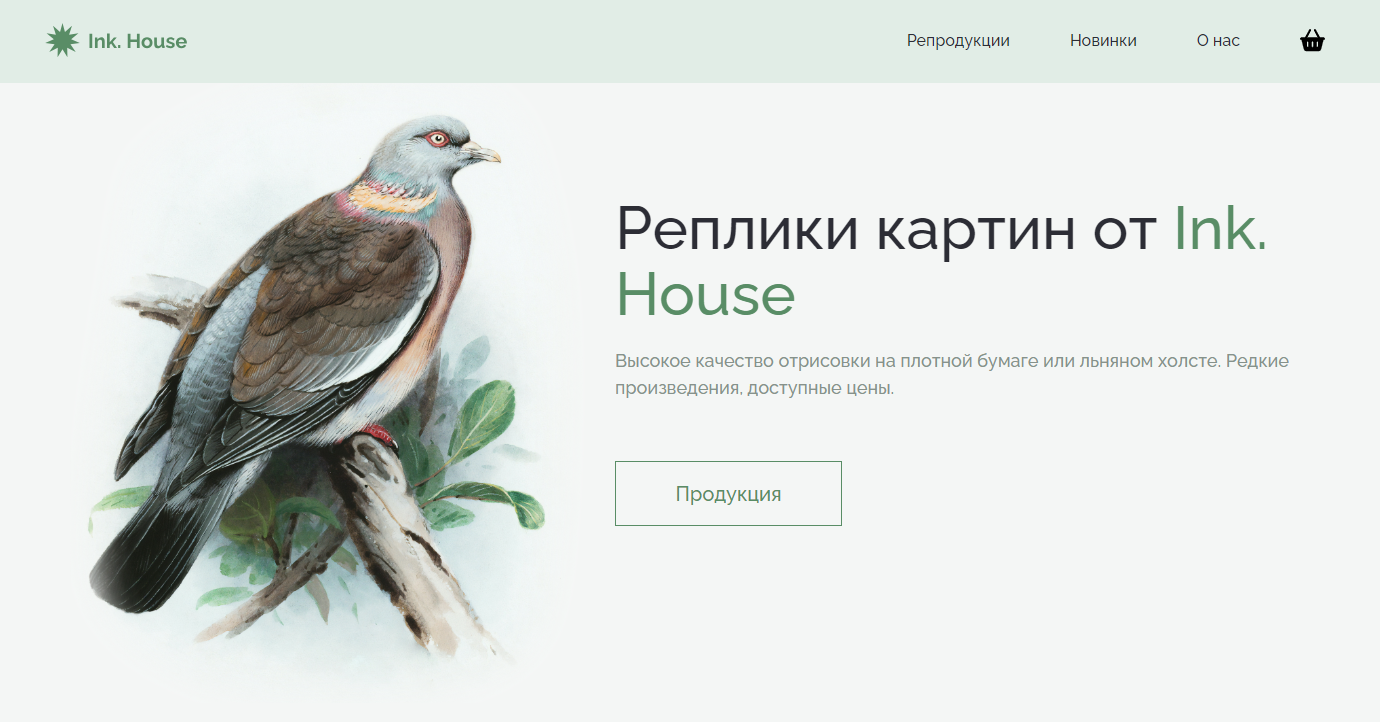 Ink. House
Репродукции
Новинки
О нас
Реплики картин от Ink.
House
Высокое качество отрисовки на плотной бумаге или льняном холсте. Редкие
произведения, доступные цены.
Продукция